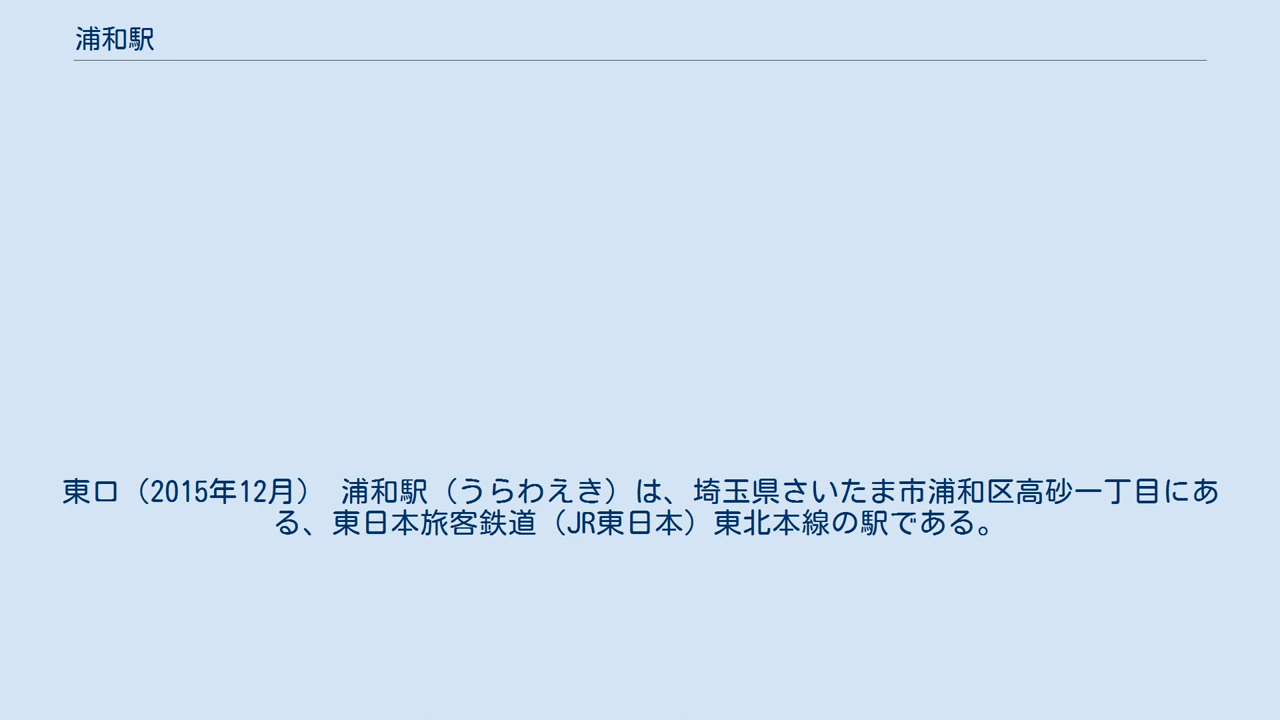 浦和駅
東口（2015年12月） 浦和駅（うらわえき）は、埼玉県さいたま市浦和区高砂一丁目にあ
る、東日本旅客鉄道（JR東日本）東北本線の駅である。